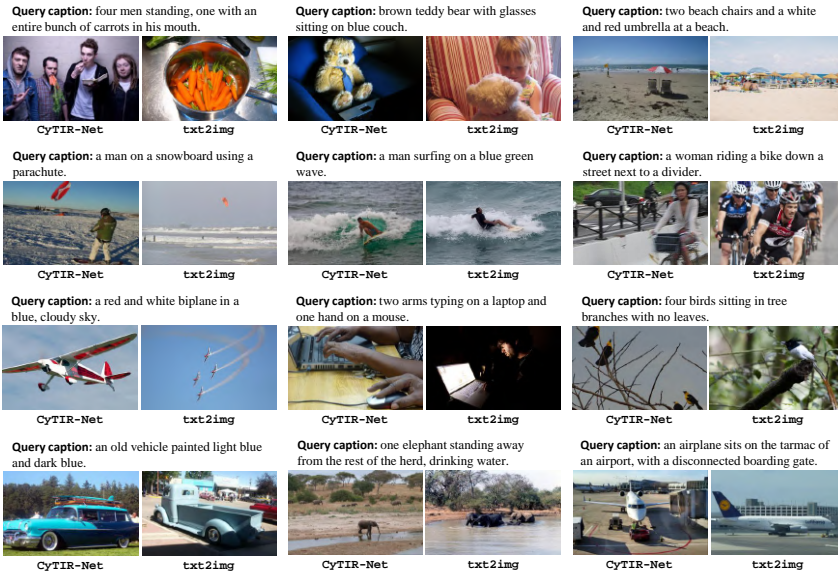 Query caption: four men standing, one with an
entire bunch of carrots in his mouth.
CyTIR-Net txt2img
Query caption: brown teddy bear with glasses
sitting on blue couch.
CyTIR-Net txt2img
Query caption: two beach chairs and a white
and red umbrella at a beach.
CyTIR-Net txt2img
Query caption: a man on a snowboard using a
parachute.
CyTIR-Net txt2img
Query caption: a man surfing on a blue green
wave.
CyTIR-Net txt2img
Query caption: a woman riding a bike down a
street next to a divider.
CyTIR-Net txt2img
Query caption: a red and white biplane in a
blue, cloudy sky.
CyTIR-Net txt2img
Query caption: two arms typing on a laptop and
one hand on a mouse.
CyTIR-Net txt2img
Query caption: four birds sitting in tree
branches with no leaves.
CyTIR-Net txt2img
Query caption: an old vehicle painted light blue
and dark blue.
CyTIR-Net txt2img
Query caption: one elephant standing away
from the rest of the herd, drinking water.
CyTIR-Net txt2img
Query caption: an airplane sits on the tarmac of
an airport, with a disconnected boarding gate.
CyTIR-Net txt2img